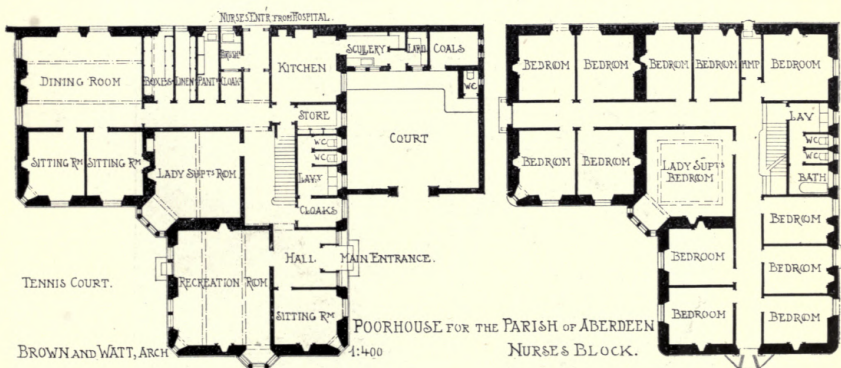 NURSES ENTR FROM HOSPITAL.
DINING ROOM
BOXES
LINEN
PANTY
CLOAKS
KITCHEN
SCULLERY
LARD
COALS
WC
STORE
COURT
SITTING RM
SITTING RM
LADY SUPTS ROOM
WC
WC
LAVY
CLOAKS
HALL
MAIN ENTRANCE.
RECREATION ROOM
SITTING RM
TENNIS COURT.
BEDROOM
BEDROOM
BEDROOM
BEDROOM
HMP
BEDROOM
LAV
WC
WC
BATH
BEDROOM
BEDROOM
LADY SUPTS
BEDROOM
BEDROOM
BEDROOM
BEDROOM
BEDROOM
BEDROOM
POORHOUSE FOR THE PARISH OF ABERDEEN
BROWN AND WATT, ARCH
1:400
NURSES BLOCK.